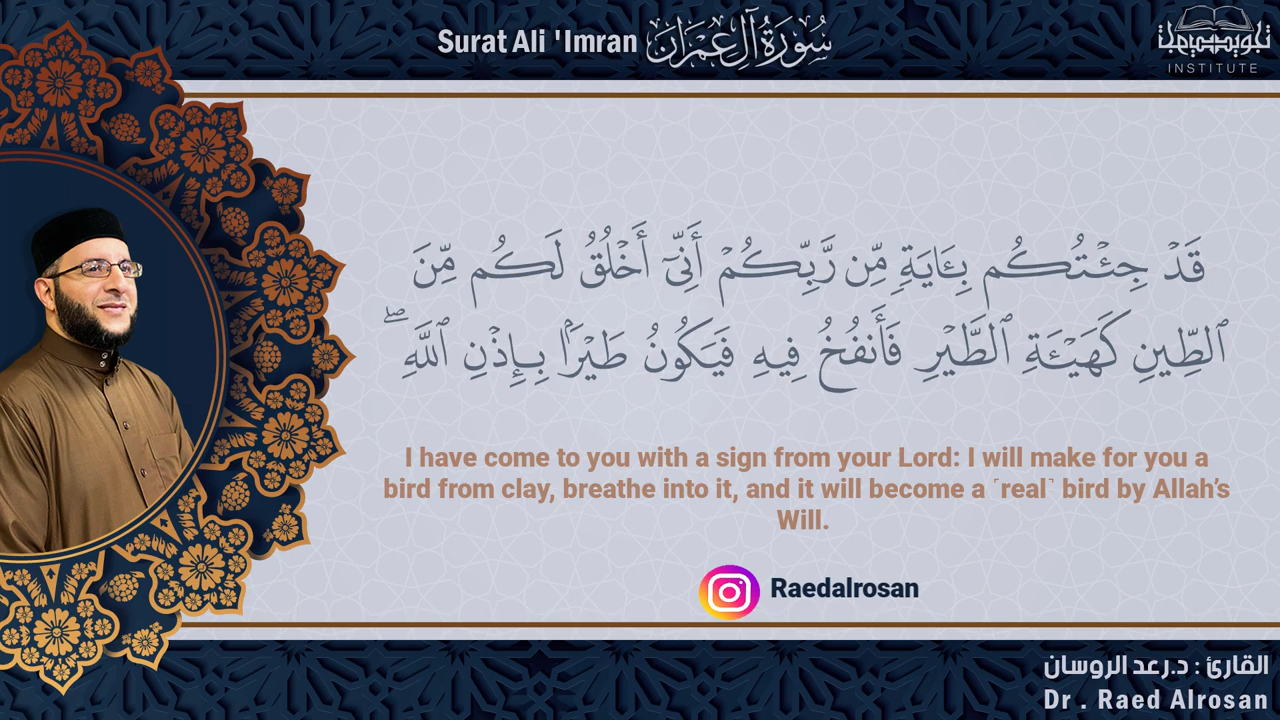 Surat Ali 'Imran سُورَةُ آلِ عِمْرَان
INSTITUTE
قَدْ جِئْتُكُم بِـَٔايَةٍ مِّن رَّبِّكُمْ أَنِّىٓ أَخْلُقُ لَكُم مِّنَ
ٱلطِّينِ كَهَيْـَٔةِ ٱلطَّيْرِ فَأَنفُخُ فِيهِ فَيَكُونُ طَيْرًۢا بِإِذْنِ ٱللَّهِ ۖ
I have come to you with a sign from your Lord: I will make for you a
bird from clay, breathe into it, and it will become a ˹real˺ bird by Allah’s
Will.
Raedalrosan
القارئ : د.رعد الروسان
Dr . Raed Alrosan